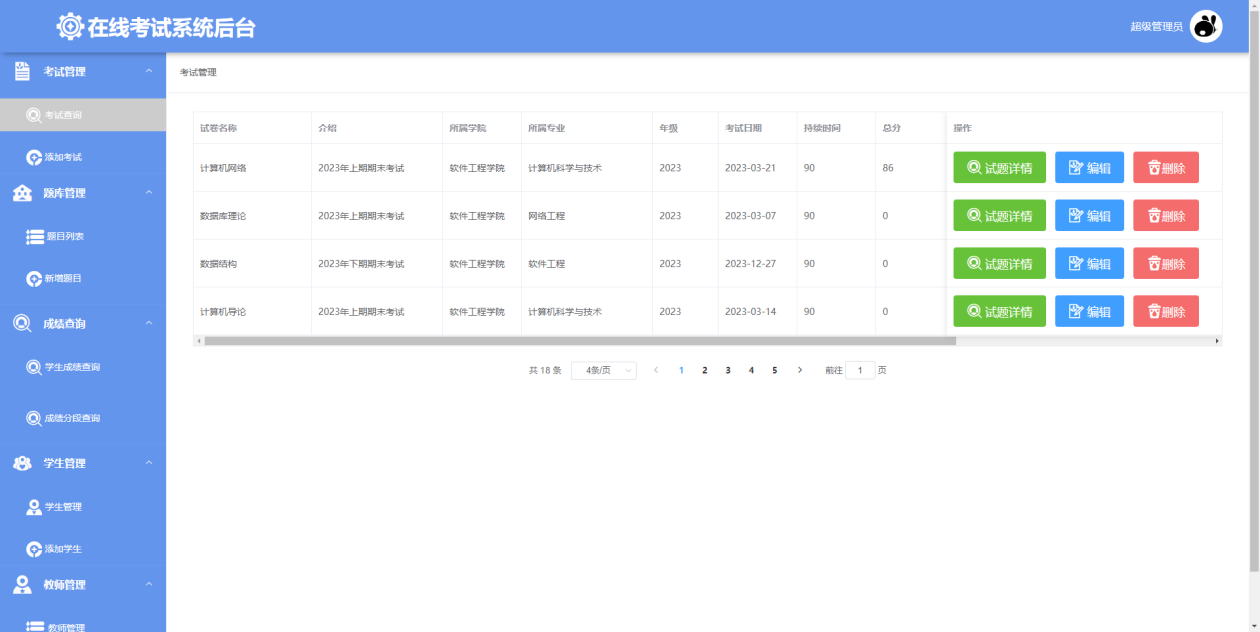 在线考试系统后台
超级管理员
考试管理
考试查询
添加考试
题库管理
题目列表
新增题目
成绩查询
学生成绩查询
成绩分段查询
学生管理
学生管理
添加学生
教师管理
教师管理
考试管理
试卷名称 介绍 所属学院 所属专业 年级 考试日期 持续时间 总分 操作
计算机网络 2023年上期期末考试 软件工程学院 计算机科学与技术 2023 2023-03-21 90 86 试题详情 编辑 删除
数据库理论 2023年上期期末考试 软件工程学院 网络工程 2023 2023-03-07 90 0 试题详情 编辑 删除
数据结构 2023年下期期末考试 软件工程学院 软件工程 2023 2023-12-27 90 0 试题详情 编辑 删除
计算机导论 2023年上期期末考试 软件工程学院 计算机科学与技术 2023 2023-03-14 90 0 试题详情 编辑 删除
共 18 条 4条/页 1 2 3 4 5 前往 1 页